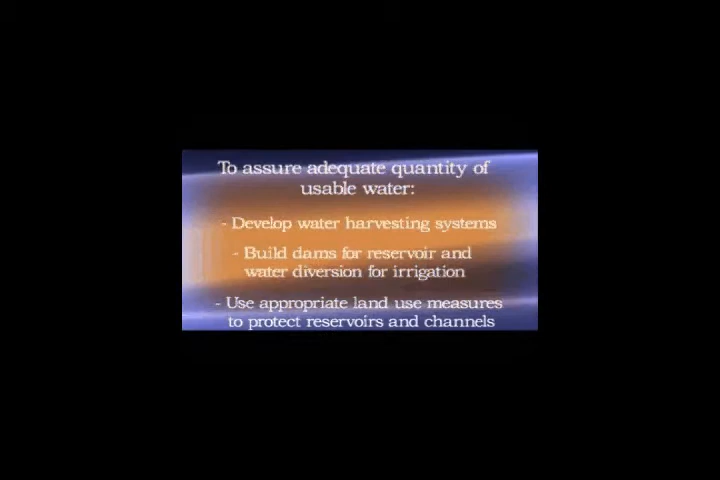 To assure adequate quantity of
usable water:
- Develop water harvesting systems
- Build dams for reservoir and
water diversion for irrigation
- Use appropriate land use measures
to protect reservoirs and channels